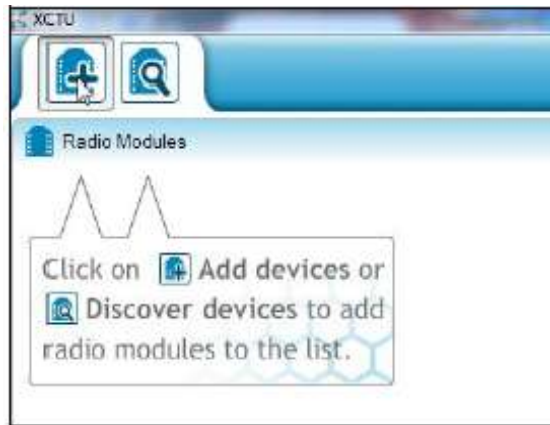 XCTU
Radio Modules
Click on Add devices or
Discover devices to add
radio modules to the list.